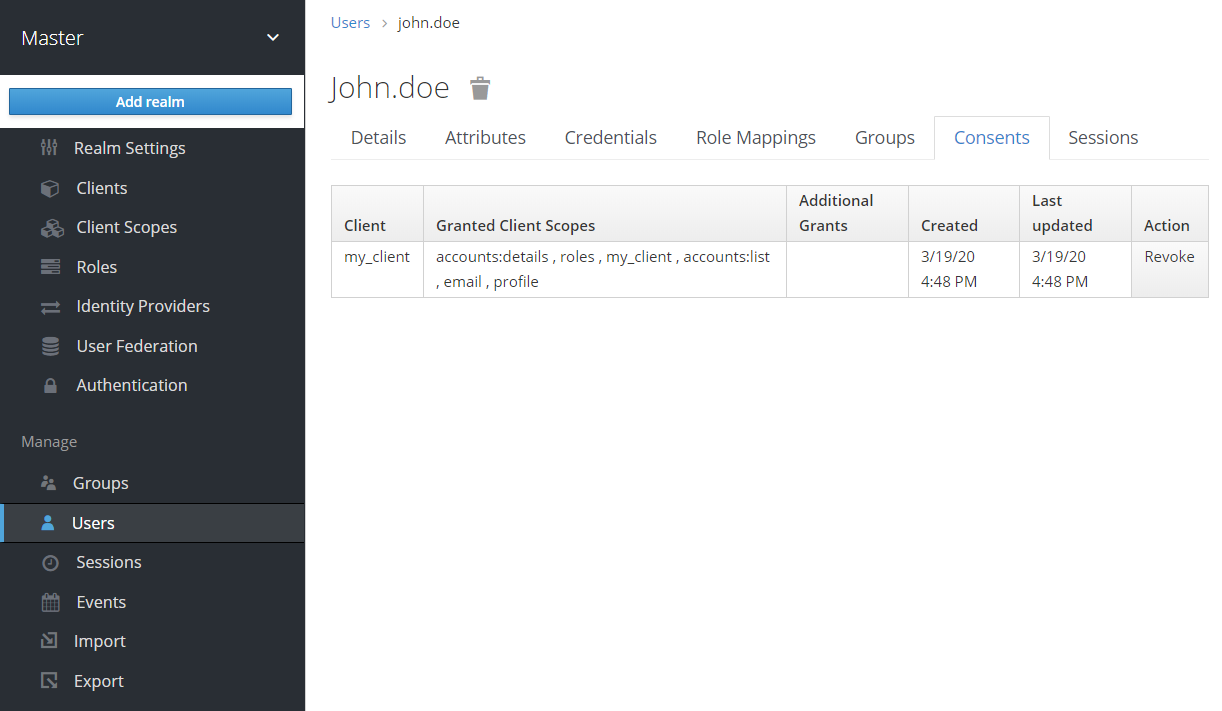 Master
Add realm
Realm Settings
Clients
Client Scopes
Roles
Identity Providers
User Federation
Authentication
Manage
Groups
Users
Sessions
Events
Import
Export
Users › john.doe
John.doe
Details Attributes Credentials Role Mappings Groups Consents Sessions
Client Granted Client Scopes Additional Grants Created Last updated Action
my_client accounts:details , roles , my_client , accounts:list 3/19/20 3/19/20 Revoke
, email , profile 4:48 PM 4:48 PM